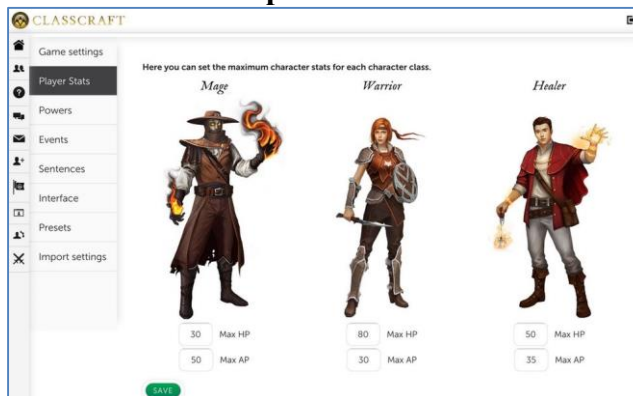 CLASSCRAFT
Game settings
Player Stats
Powers
Events
Sentences
Interface
Presets
Import settings
Here you can set the maximum character stats for each character class.
Mage Warrior Healer
30 Max HP 80 Max HP 50 Max HP
50 Max AP 30 Max AP 35 Max AP
SAVE